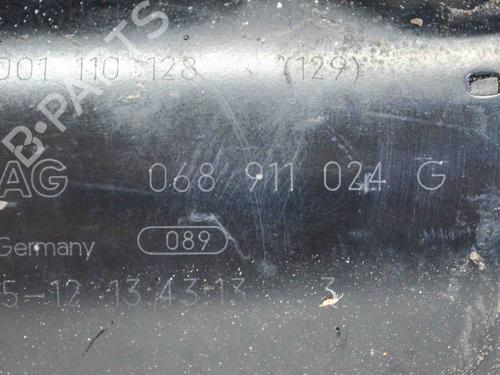 B·PARTS
001 110 128 (129)
AG 068 911 024 G
Germany 089
5-12 13:43:13 3